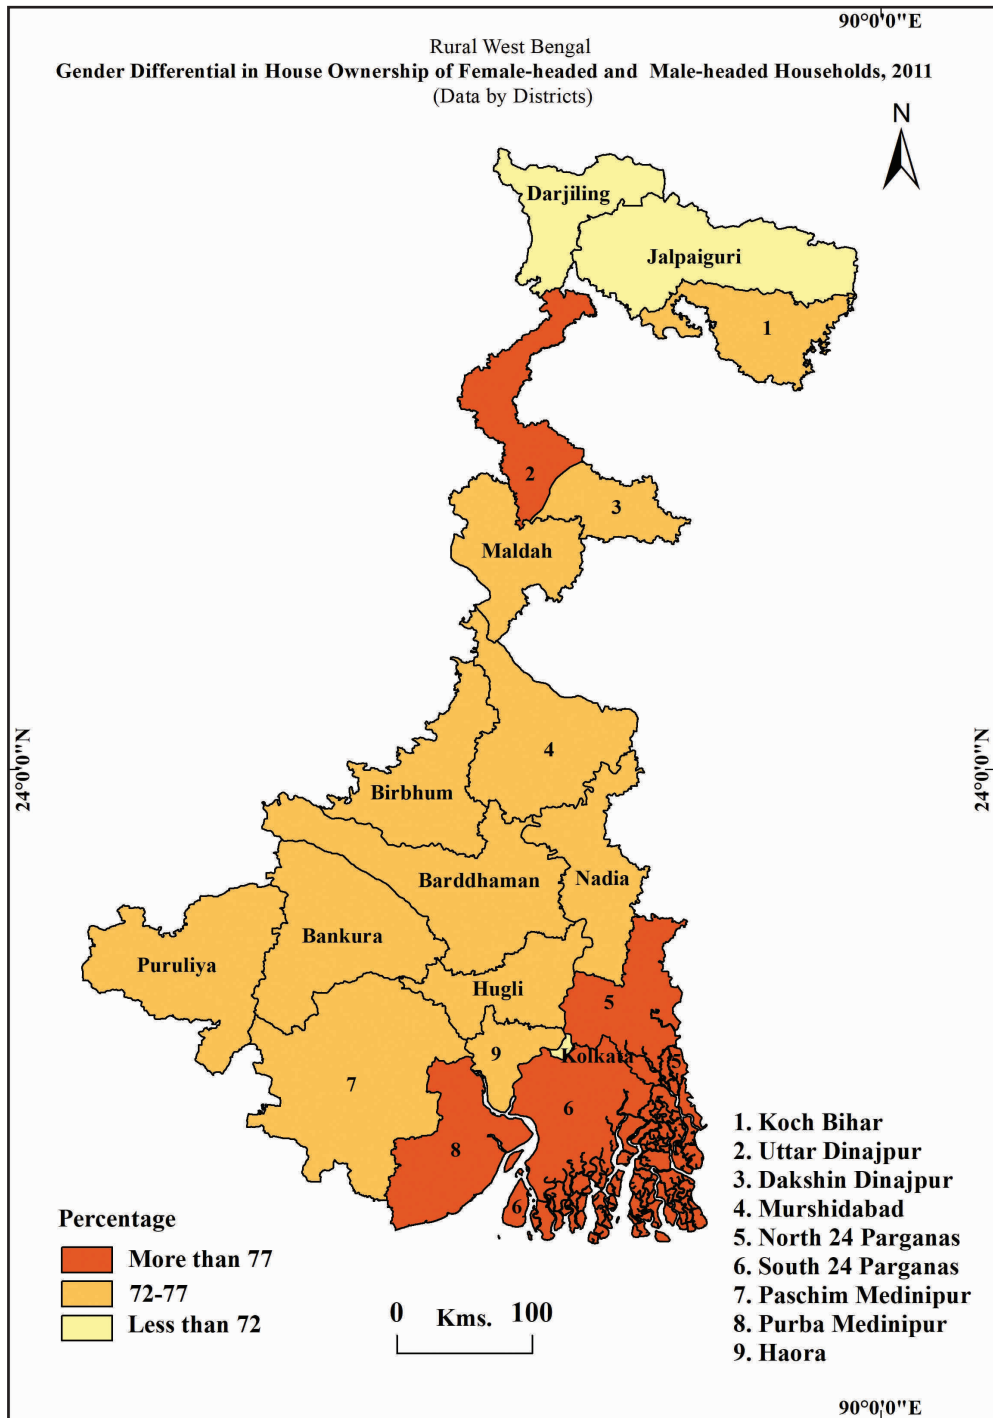 90°0'0"E
Rural West Bengal
Gender Differential in House Ownership of Female-headed and Male-headed Households, 2011
(Data by Districts)
N
Darjiling
Jalpaiguri
1
2
3
Maldah
24°0'0"N
24°0'0"N
4
Birbhum
Barddhaman
Nadia
Bankura
Puruliya
Hugli
5
9
Kolkata
5
7
6
8
6
Percentage
More than 77
72-77
Less than 72
0 Kms. 100
1. Koch Bihar
2. Uttar Dinajpur
3. Dakshin Dinajpur
4. Murshidabad
5. North 24 Parganas
6. South 24 Parganas
7. Paschim Medinipur
8. Purba Medinipur
9. Haora
90°0'0"E